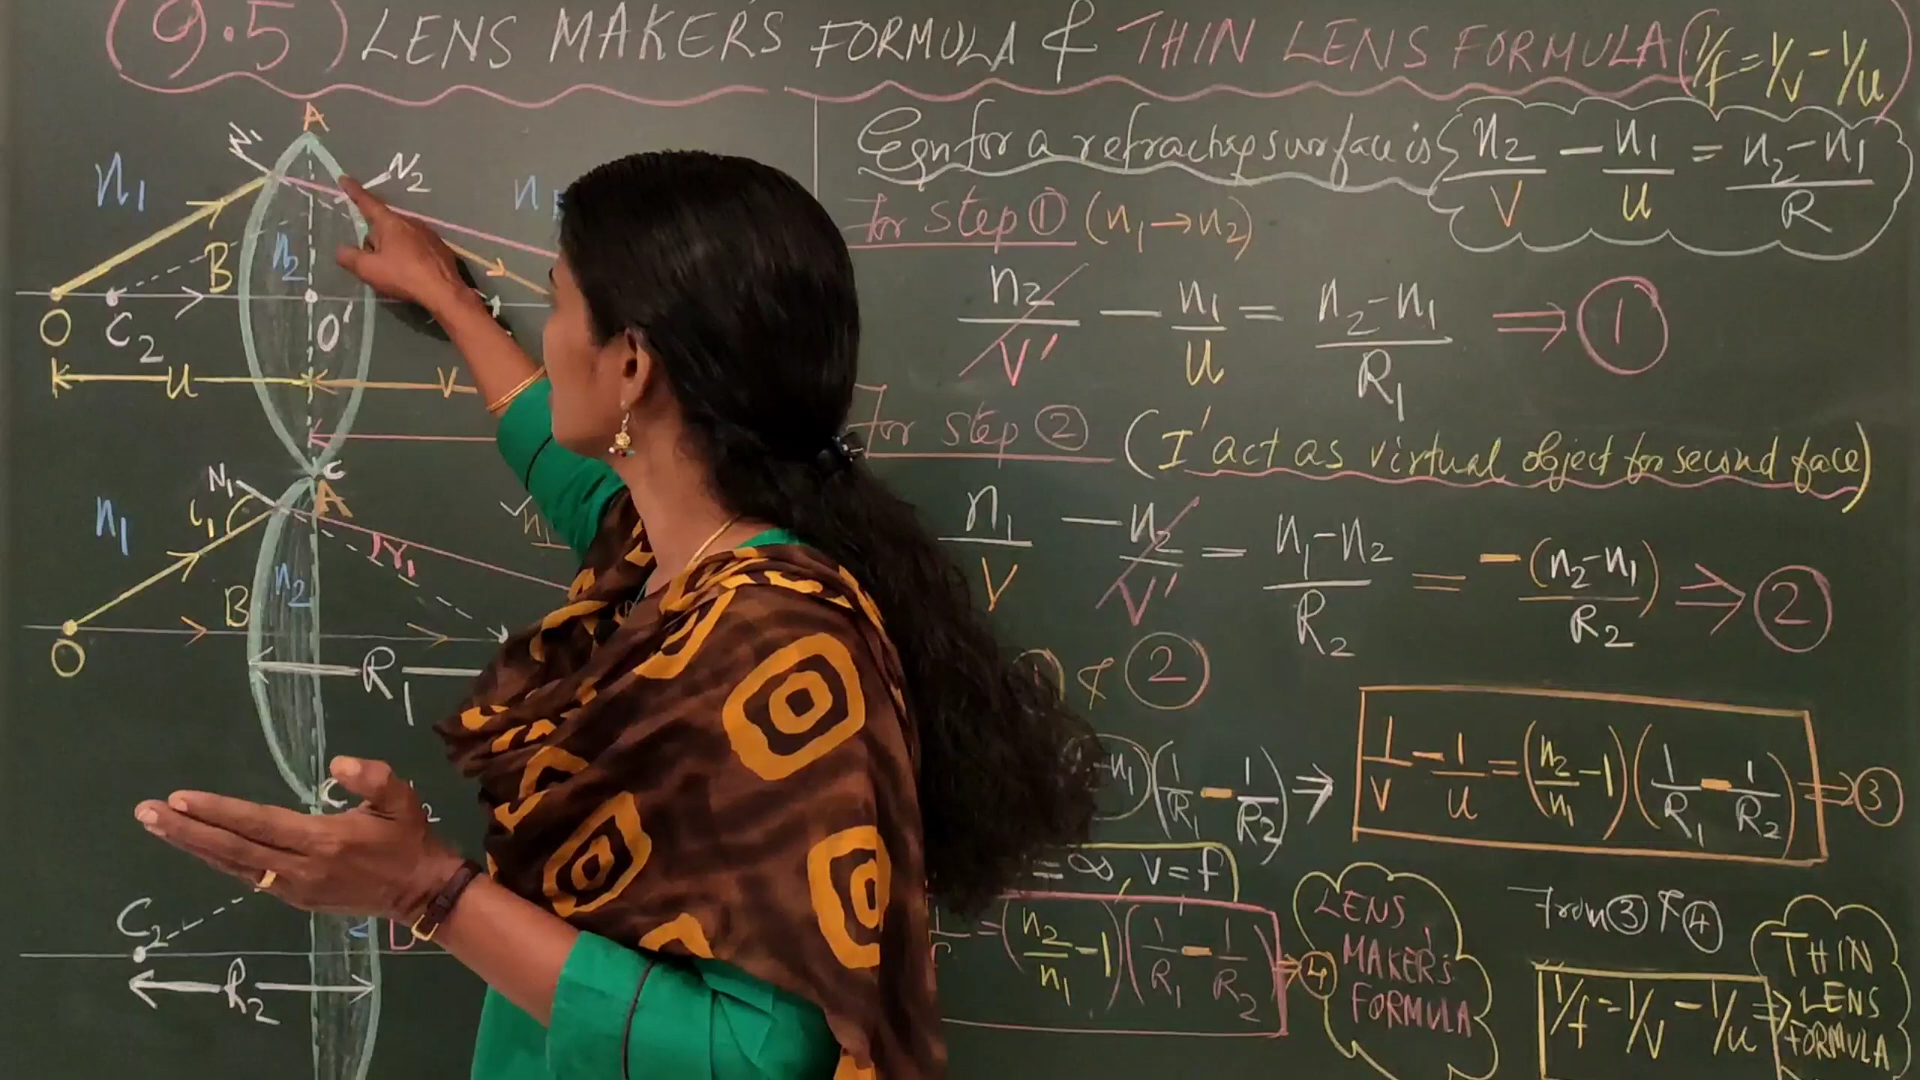 (9.5) LENS MAKER'S FORMULA & THIN LENS FORMULA (1/f = 1/v - 1/u)
Eqn for a refracting surface is n2/v - n1/u = n2-n1/R
For Step ① (n1→n2)
n2/v' - n1/u = n2-n1/R1 ⇒ ①
For step ② (I' act as virtual object for second face)
n1/v - n2/v' = n1-n2/R2 = -(n2-n1)/R2 ⇒ ②
& ②
-n1)(1/R1 - 1/R2) ⇒ 1/v - 1/u = (n2/n1 - 1)(1/R1 - 1/R2) ⇒ ③
= ∞, v = f
= (n2/n1 - 1)(1/R1 - 1/R2) ⇒ ④ LENS MAKER'S FORMULA
From ③ & ④
1/f = 1/v - 1/u ⇒ THIN LENS FORMULA
A
N2
n1
B
n2
O
C2
O'
u
v
C
A
N1
i1
n1
n2
r1
B
O
R1
C
C2
R2